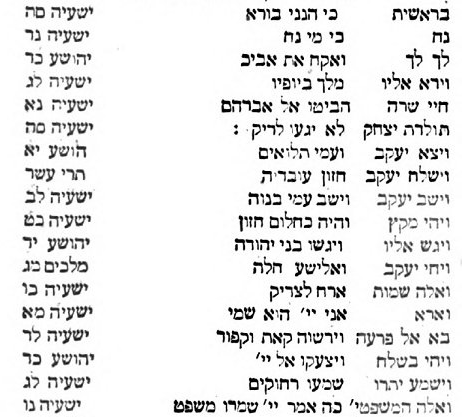 בראשית כי הנני בורא ישעיה סה
נח כי מי נח ישעיה נד
לך לך ואקח את אביכ יהושע כד
וירא אליו מלך ביופיו ישעיה לג
חיי שרה הביטו אל אברהם ישעיה נא
תולדת יצחק לא יגעו לריק : ישעיה סה
ויצא יעקב ועמי תלואים הושע יא
וישלח יעקב חזון עובדיה תרי עשר
וישב יעקב וישב עמי בנוה ישעיה לב
ויהי מקץ והיה כחלום חזון ישעיה כט
ויגש אליו ויגשו בני יהודה יהושע יד
ויחי יעקב ואלישע חלה מלכים
ואלה שמות ארח לצדיק ישעיה כו
וארא אני יי' הוא שמי ישעיה מא
בא אל פרעה וירשוה קאת וקפוד ישעיה לד
ויהי בשלח ויצעקו אל יי' יהושע כד
וישמע יתרו שמעו רחוקים ישעיה לג
ואלה המשפטי' כה אמר יי' שמרו משפט ישעיה נו